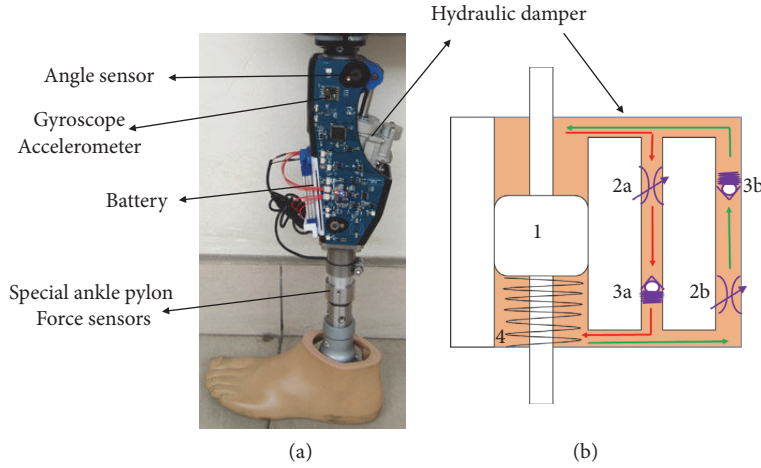 Hydraulic damper
Angle sensor
Gyroscope
Accelerometer
Battery
Special ankle pylon
Force sensors
1
2a
3b
3a
2b
4
(a)
(b)